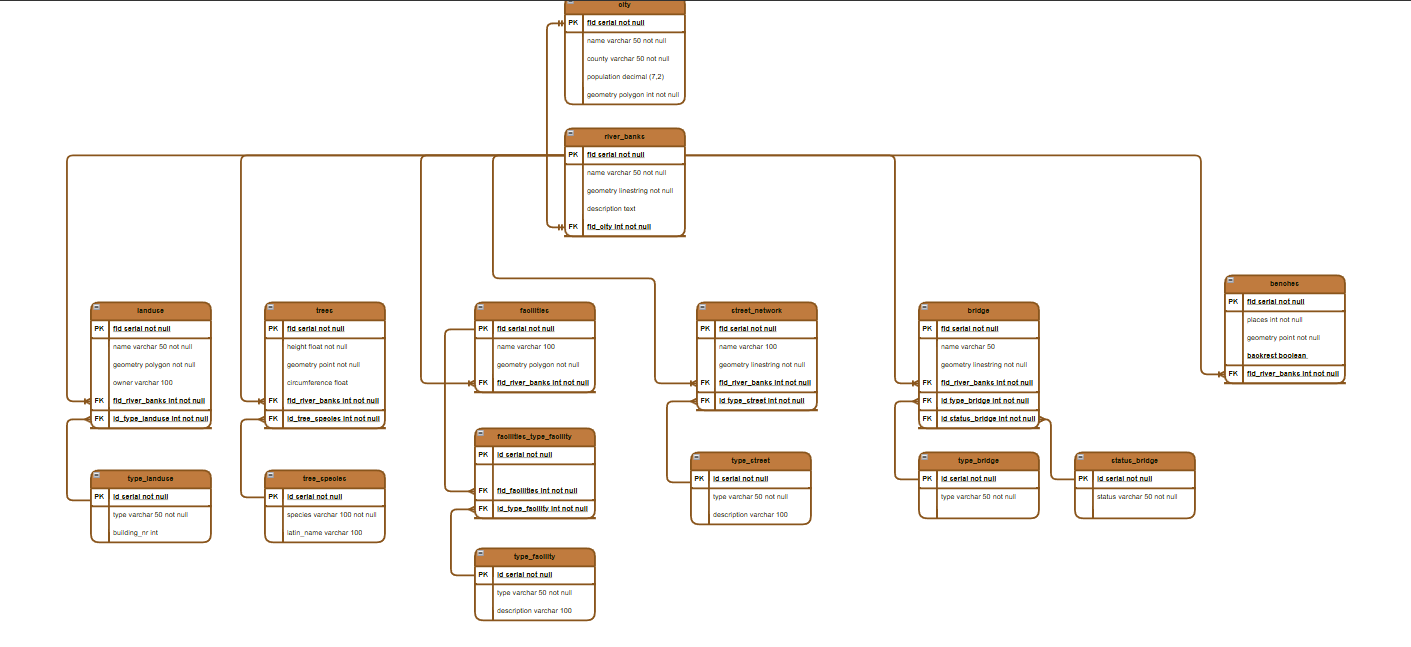 city
PK fid serial not null
name varchar 50 not null
county varchar 50 not null
population decimal (7,2)
geometry polygon int not null
river_banks
PK fid serial not null
name varchar 50 not null
geometry linestring not null
description text
FK fid_city int not null
landuse
PK fid serial not null
name varchar 50 not null
geometry polygon not null
owner varchar 100
FK fid_river_banks int not null
FK id_type_landuse int not null
trees
PK fid serial not null
height float not null
geometry point not null
circumference float
FK fid_river_banks int not null
FK id_tree_species int not null
facilities
PK fid serial not null
name varchar 100
geometry polygon not null
FK fid_river_banks int not null
street_network
PK fid serial not null
name varchar 100
geometry linestring not null
FK fid_river_banks int not null
FK id type_street int not null
bridge
PK fid serial not null
name varchar 50
geometry linestring not null
FK fid_river_banks int not null
FK id type_bridge int not null
FK id status_bridge int not null
benches
PK fid serial not null
places int not null
geometry point not null
backrest boolean
FK fid_river_banks int not null
type_landuse
PK id serial not null
type varchar 50 not null
building_nr int
tree_species
PK id serial not null
species varchar 100 not null
latin_name varchar 100
facilities_type_facility
PK id serial not null
FK fid_facilities int not null
FK id_type_facility int not null
type_facility
PK id serial not null
type varchar 50 not null
description varchar 100
type_street
PK id serial not null
type varchar 50 not null
description varchar 100
type_bridge
PK id serial not null
type varchar 50 not null
status_bridge
PK id serial not null
status varchar 50 not null